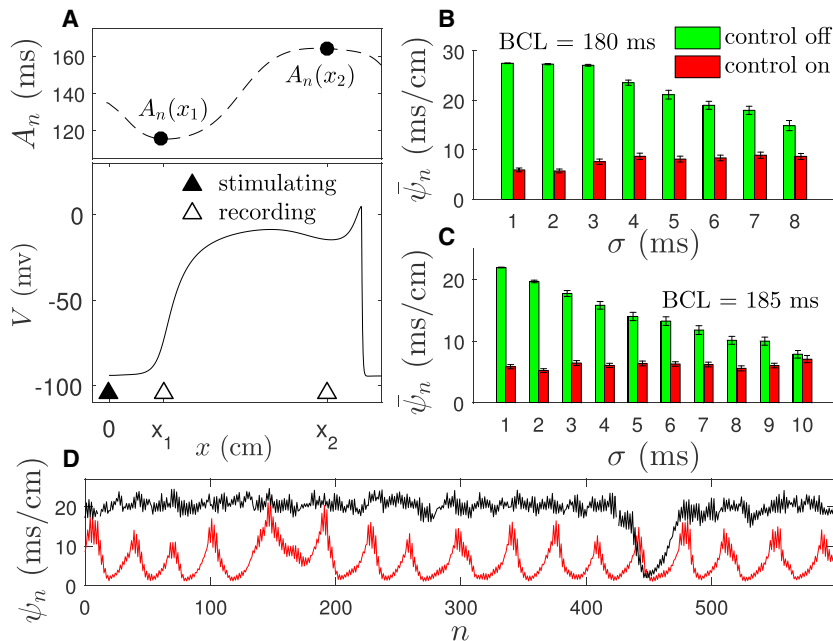 A
A_n (ms)
160
140
120
A_n(x_1)
A_n(x_2)
▲ stimulating
△ recording
V (mv)
0
-50
-100
0 x_1 x_2
x (cm)
B
BCL = 180 ms
control off
control on
ψ̄_n (ms/cm)
30
20
10
0
1 2 3 4 5 6 7 8
σ (ms)
C
BCL = 185 ms
ψ̄_n (ms/cm)
20
10
0
1 2 3 4 5 6 7 8 9 10
σ (ms)
D
ψ_n (ms/cm)
20
10
0
0 100 200 300 400 500
n